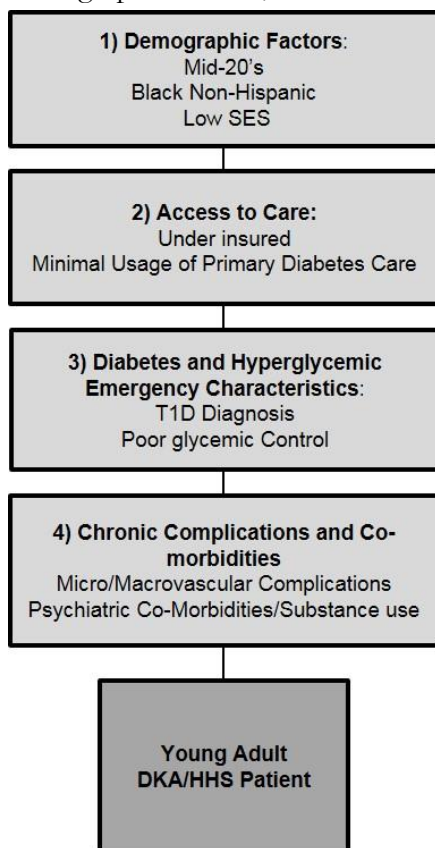 1) Demographic Factors:
Mid-20's
Black Non-Hispanic
Low SES
2) Access to Care:
Under insured
Minimal Usage of Primary Diabetes Care
3) Diabetes and Hyperglycemic
Emergency Characteristics:
T1D Diagnosis
Poor glycemic Control
4) Chronic Complications and Co-
morbidities
Micro/Macrovascular Complications
Psychiatric Co-Morbidities/Substance use
Young Adult
DKA/HHS Patient